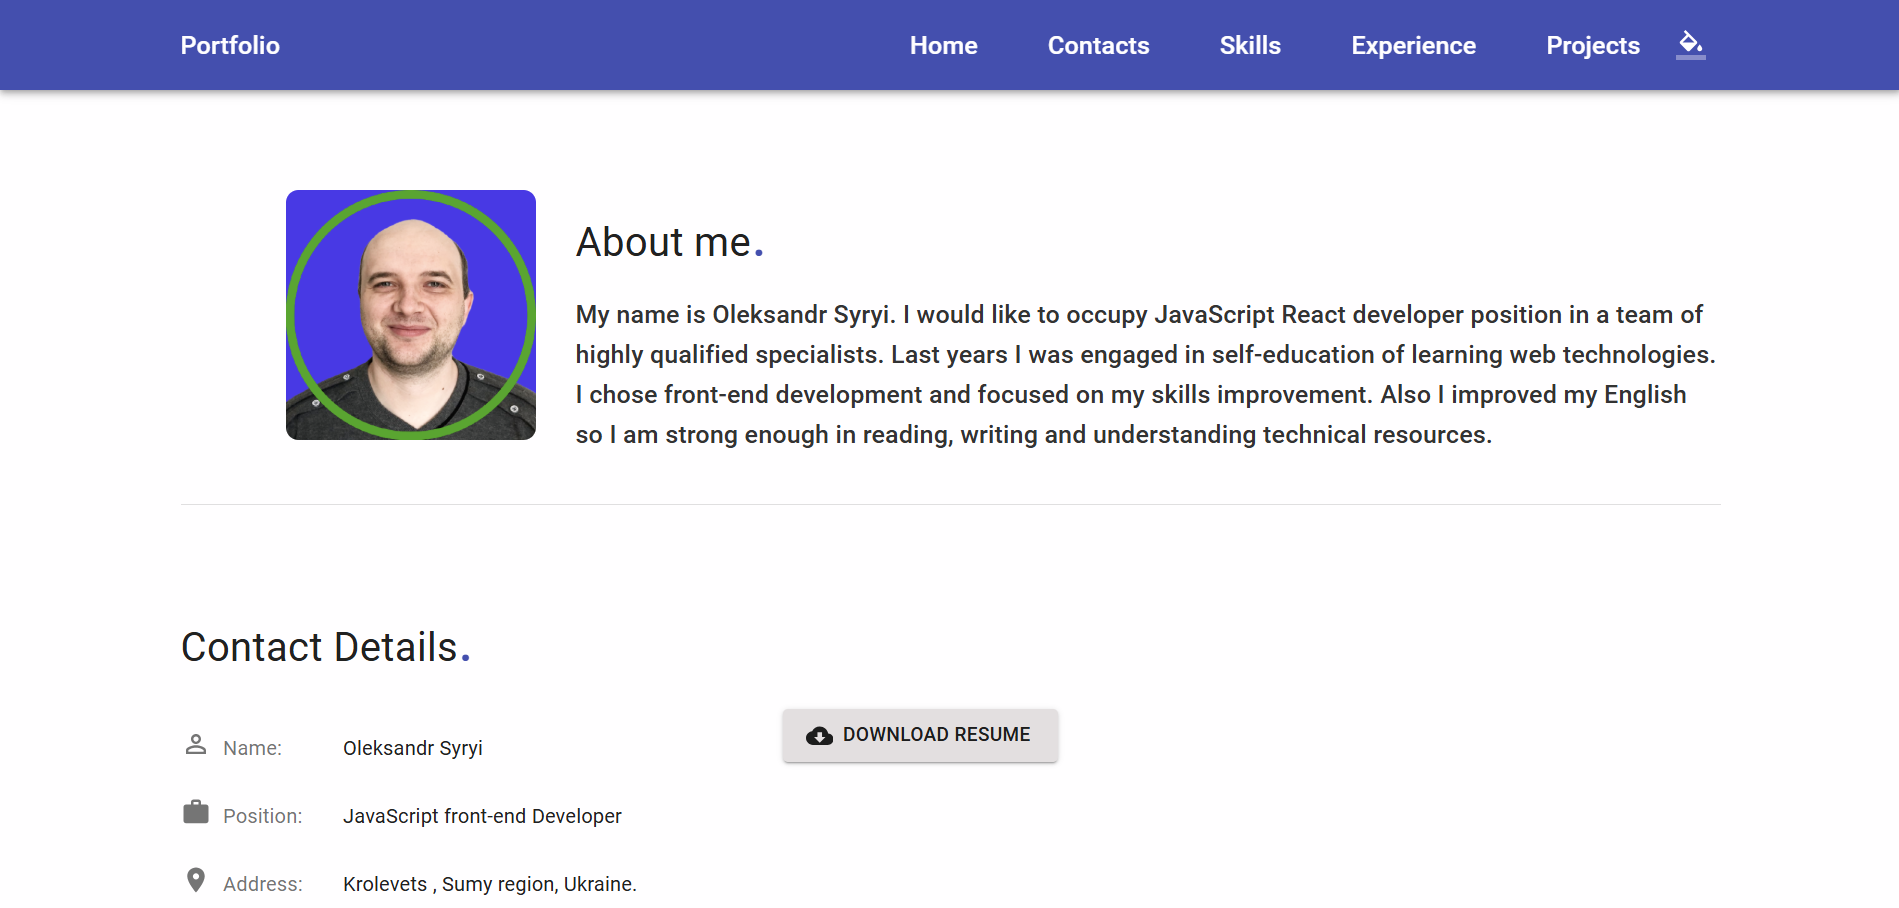 Portfolio
Home Contacts Skills Experience Projects
About me.
My name is Oleksandr Syryi. I would like to occupy JavaScript React developer position in a team of
highly qualified specialists. Last years I was engaged in self-education of learning web technologies.
I chose front-end development and focused on my skills improvement. Also I improved my English
so I am strong enough in reading, writing and understanding technical resources.
Contact Details.
Name: Oleksandr Syryi
DOWNLOAD RESUME
Position: JavaScript front-end Developer
Address: Krolevets , Sumy region, Ukraine.